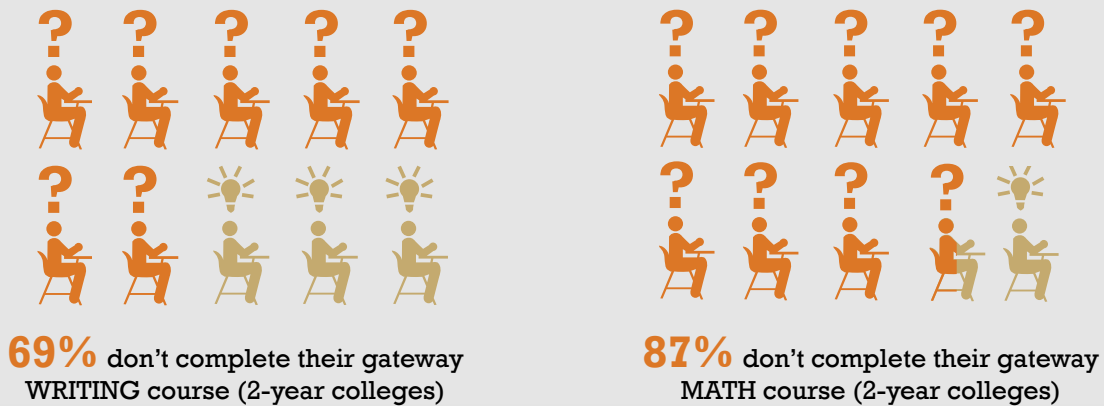 69% don't complete their gateway
WRITING course (2-year colleges)
87% don't complete their gateway
MATH course (2-year colleges)